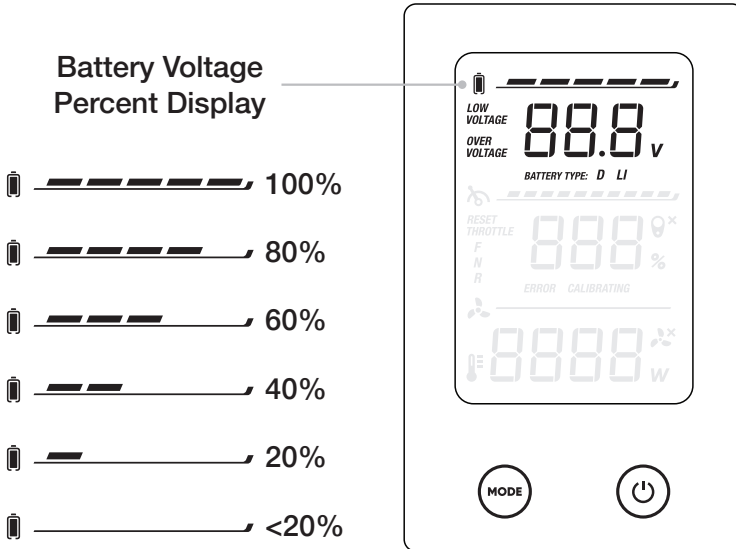 Battery Voltage
Percent Display
100%
80%
60%
40%
20%
<20%
LOW
VOLTAGE
OVER
VOLTAGE
88.8 V
BATTERY TYPE: D LI
RESET
THROTTLE
F
N
R
888 %
ERROR CALIBRATING
8888 W
MODE